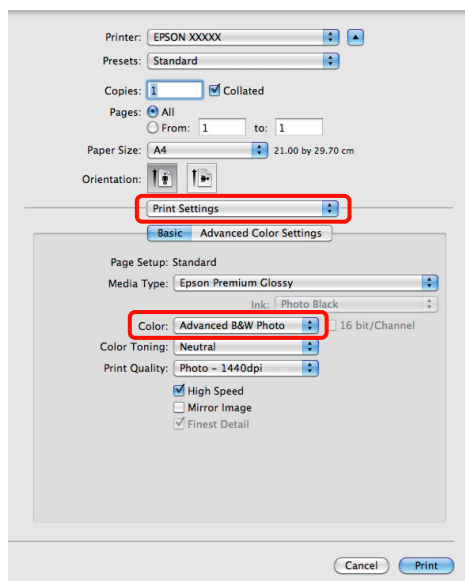 Printer: EPSON XXXXX
Presets: Standard
Copies: 1 Collated
Pages: All
From: 1 to: 1
Paper Size: A4 21.00 by 29.70 cm
Orientation:
Print Settings
Basic Advanced Color Settings
Page Setup: Standard
Media Type: Epson Premium Glossy
Ink: Photo Black
Color: Advanced B&W Photo 16 bit/Channel
Color Toning: Neutral
Print Quality: Photo – 1440dpi
High Speed
Mirror Image
Finest Detail
Cancel Print